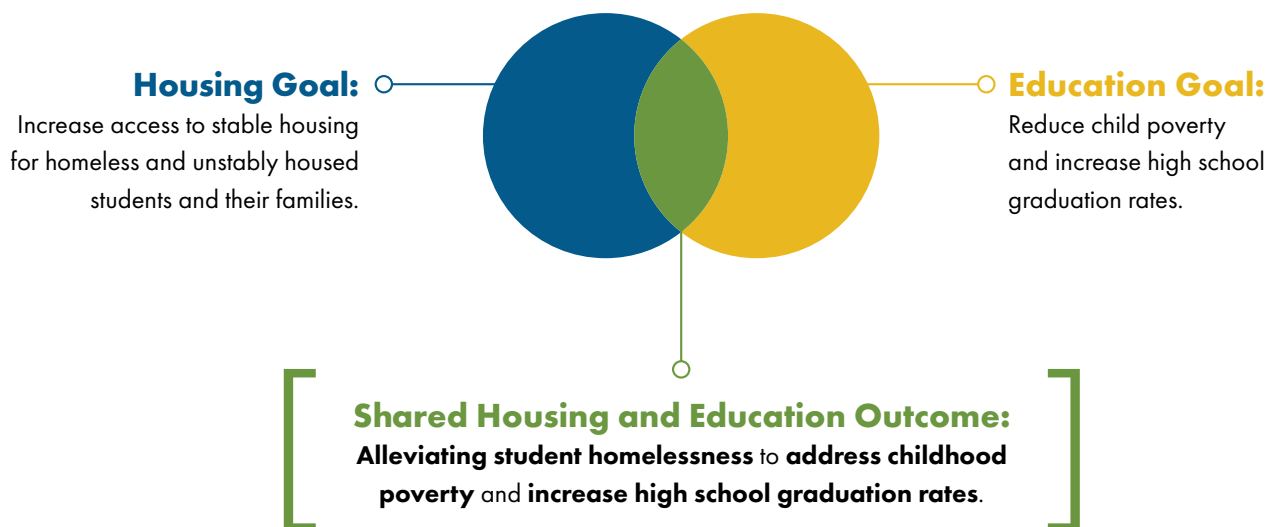 Housing Goal:
Increase access to stable housing
for homeless and unstably housed
students and their families.
Education Goal:
Reduce child poverty
and increase high school
graduation rates.
Shared Housing and Education Outcome:
Alleviating student homelessness to address childhood
poverty and increase high school graduation rates.